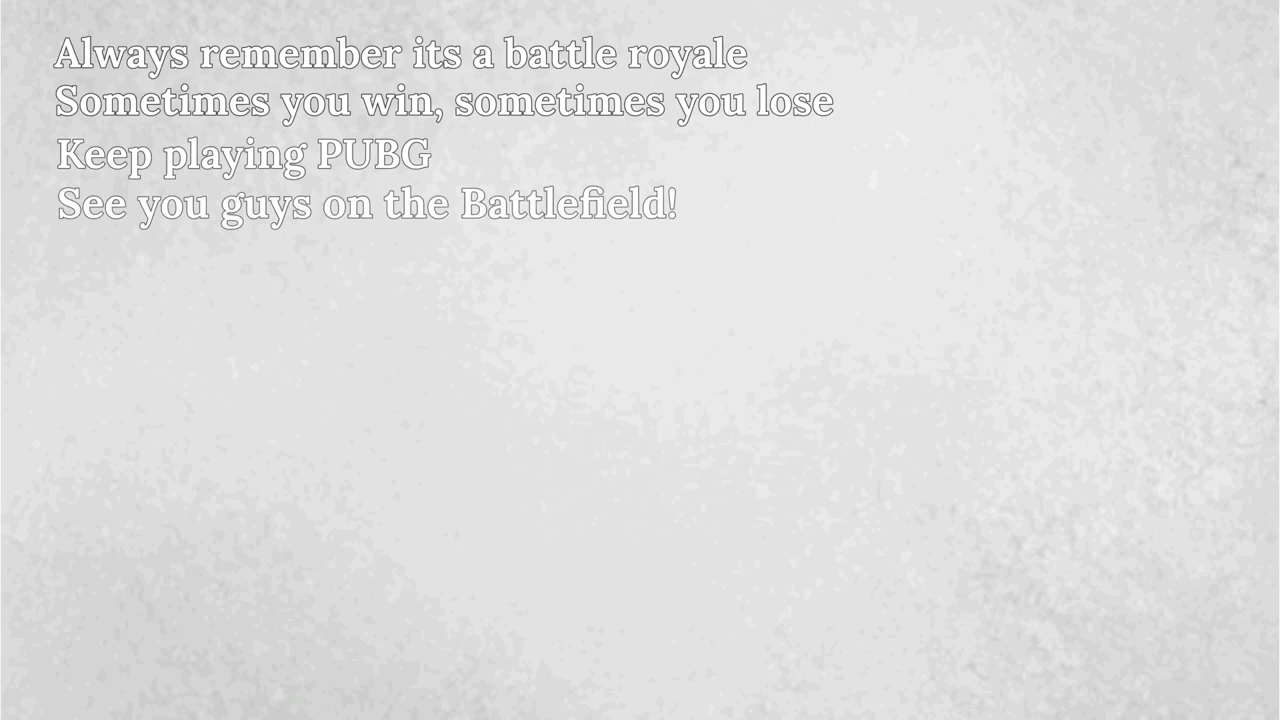 Always remember its a battle royale
Sometimes you win, sometimes you lose
Keep playing PUBG
See you guys on the Battlefield!